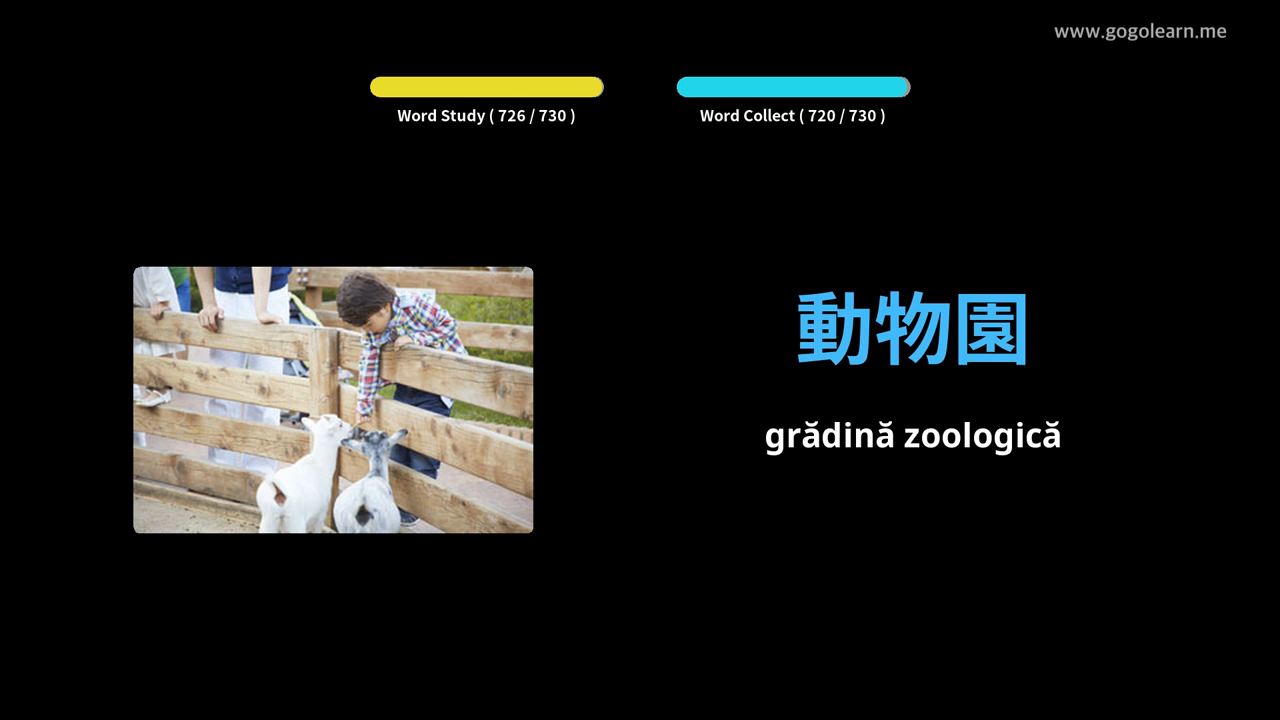 www.gogolearn.me
Word Study ( 726 / 730 )
Word Collect ( 720 / 730 )
動物園
grădină zoologică